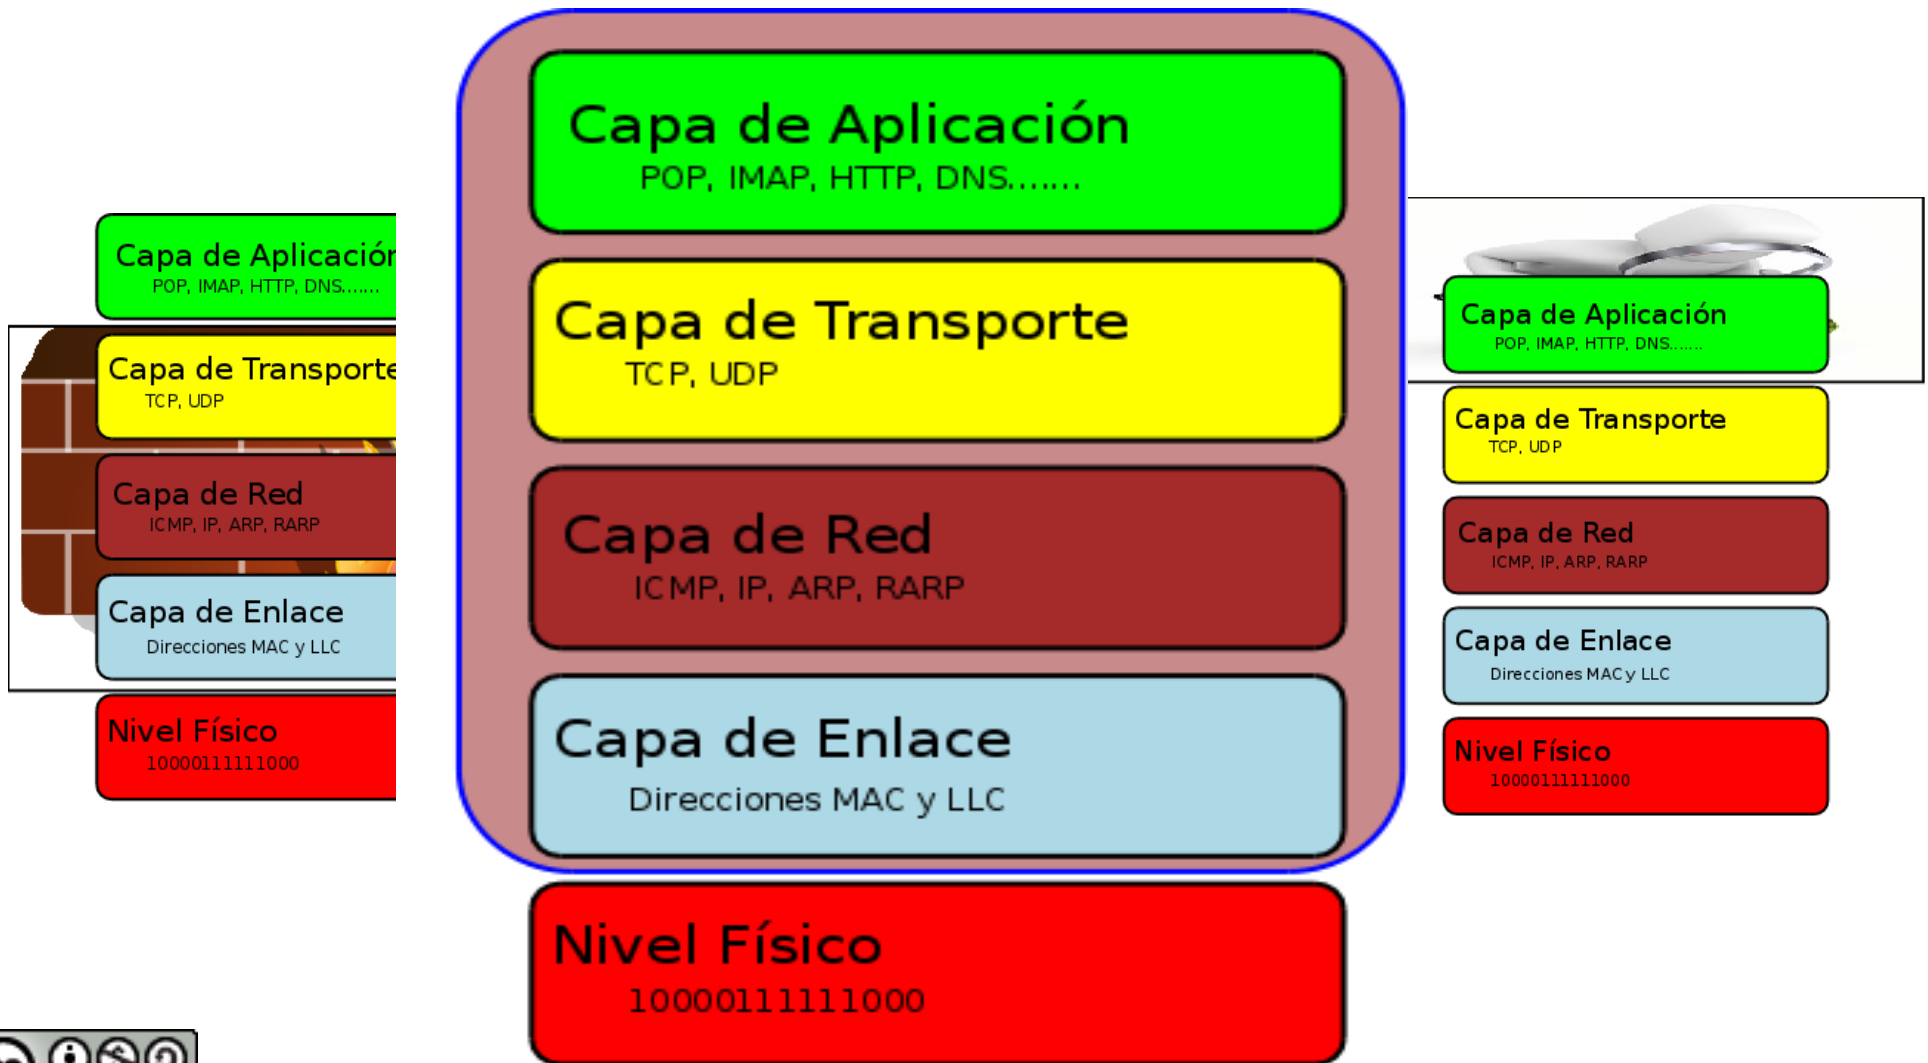 Capa de Aplicación
POP, IMAP, HTTP, DNS.......
Capa de Transporte
TCP, UDP
Capa de Red
ICMP, IP, ARP, RARP
Capa de Enlace
Direcciones MAC y LLC
Nivel Físico
10000111111000
Capa de Aplicación
POP, IMAP, HTTP, DNS.......
Capa de Transporte
TCP, UDP
Capa de Red
ICMP, IP, ARP, RARP
Capa de Enlace
Direcciones MAC y LLC
Nivel Físico
10000111111000
Capa de Aplicación
POP, IMAP, HTTP, DNS.......
Capa de Transporte
TCP, UDP
Capa de Red
ICMP, IP, ARP, RARP
Capa de Enlace
Direcciones MAC y LLC
Nivel Físico
10000111111000